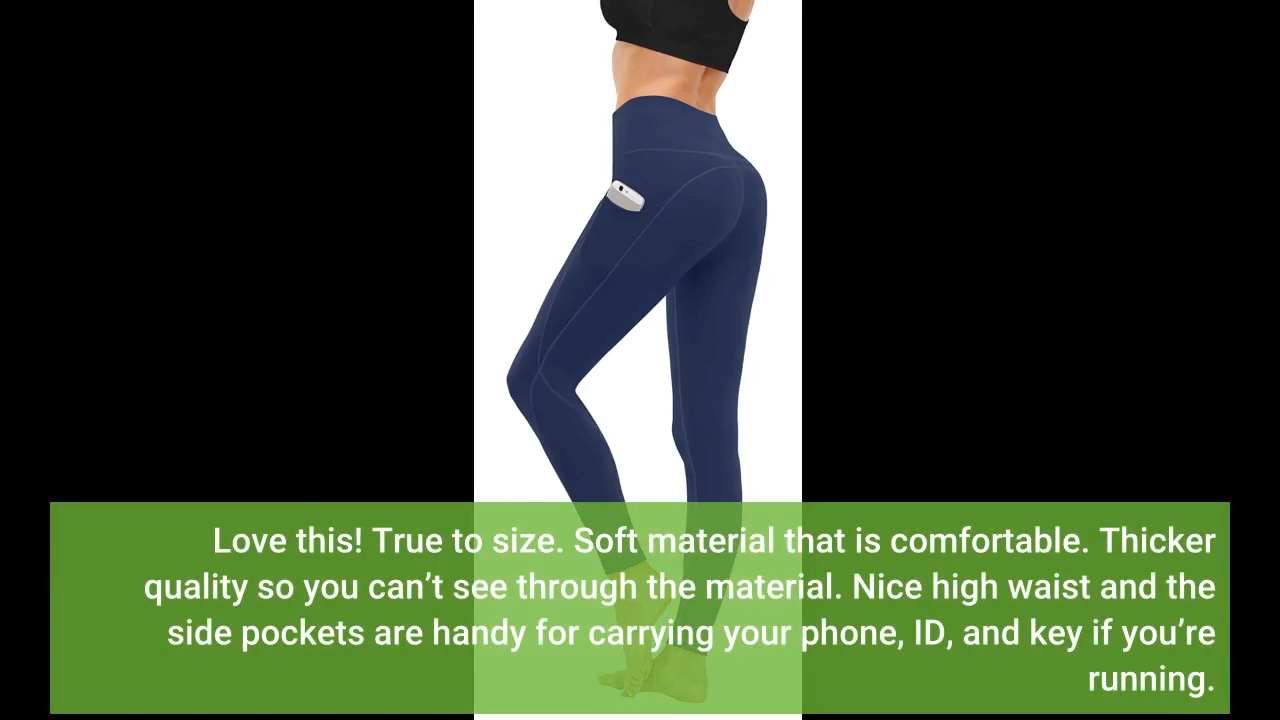 Love this! True to size. Soft material that is comfortable. Thicker
quality so you can’t see through the material. Nice high waist and the
side pockets are handy for carrying your phone, ID, and key if you’re
running.